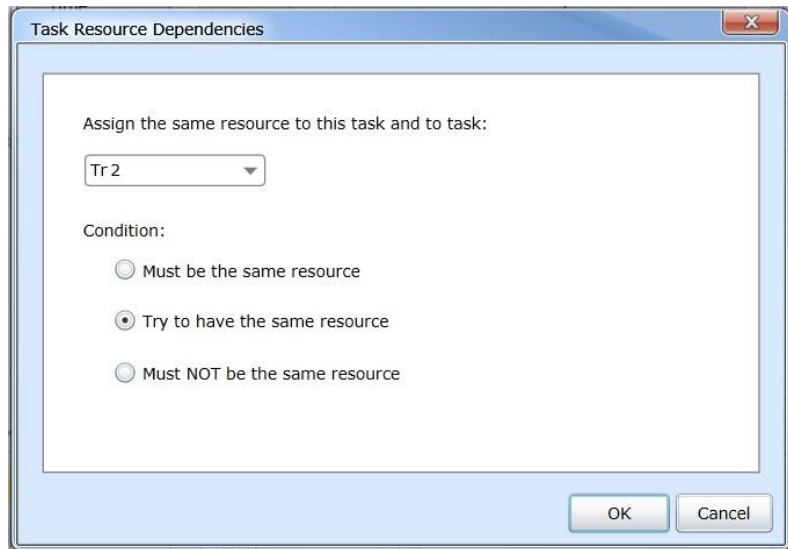 Task Resource Dependencies
Assign the same resource to this task and to task:
Tr 2
Condition:
Must be the same resource
Try to have the same resource
Must NOT be the same resource
OK Cancel